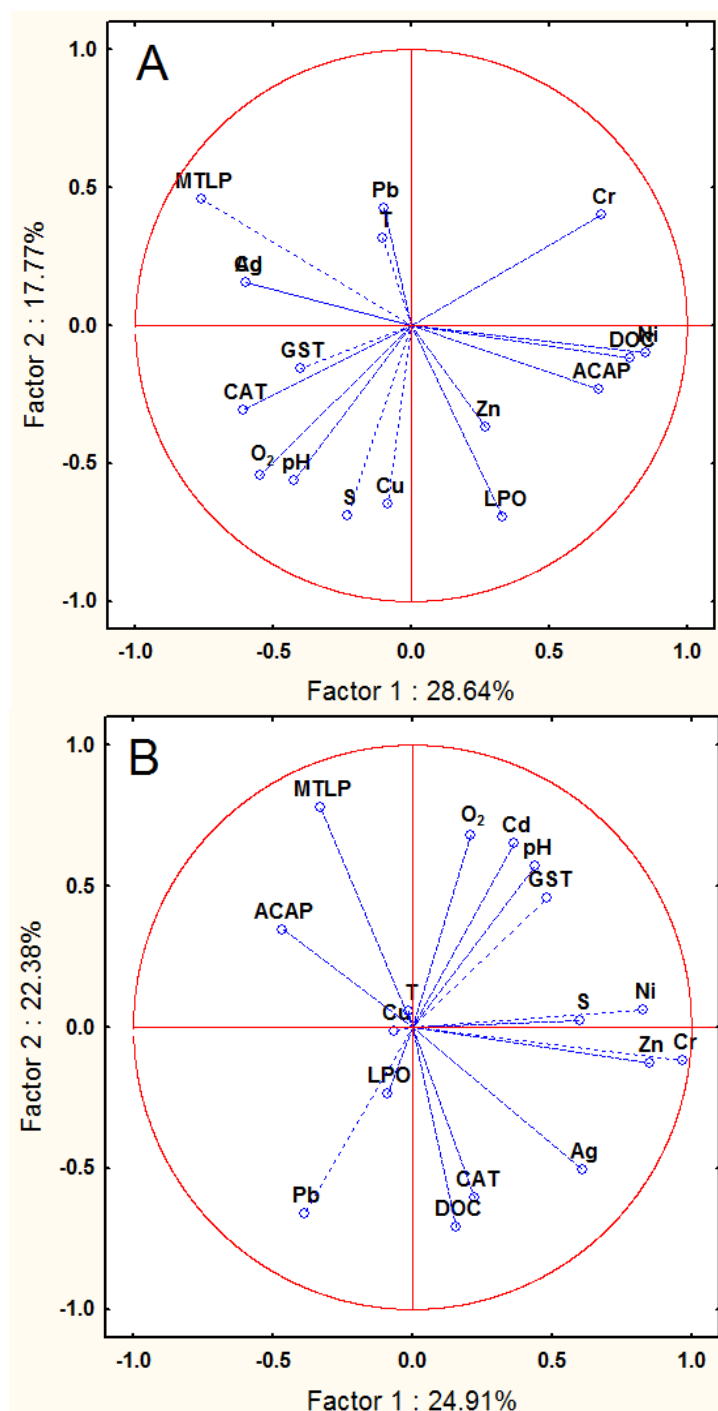 A
1.0
MTLP
0.5
Pb
Cr
T
Factor 2 : 17.77%
0.0
DOC Ni
GST
ACAP
CAT
Zn
-0.5
O₂ pH
S
Cu
LPO
-1.0
-1.0 -0.5 0.0 0.5 1.0
Factor 1 : 28.64%
B
1.0
MTLP
O₂ Cd
pH
GST
0.5
ACAP
T
Ni
S
Factor 2 : 22.38%
0.0
Cu
Zn Cr
LPO
-0.5
Ag
Pb
CAT
DOC
-1.0
-1.0 -0.5 0.0 0.5 1.0
Factor 1 : 24.91%